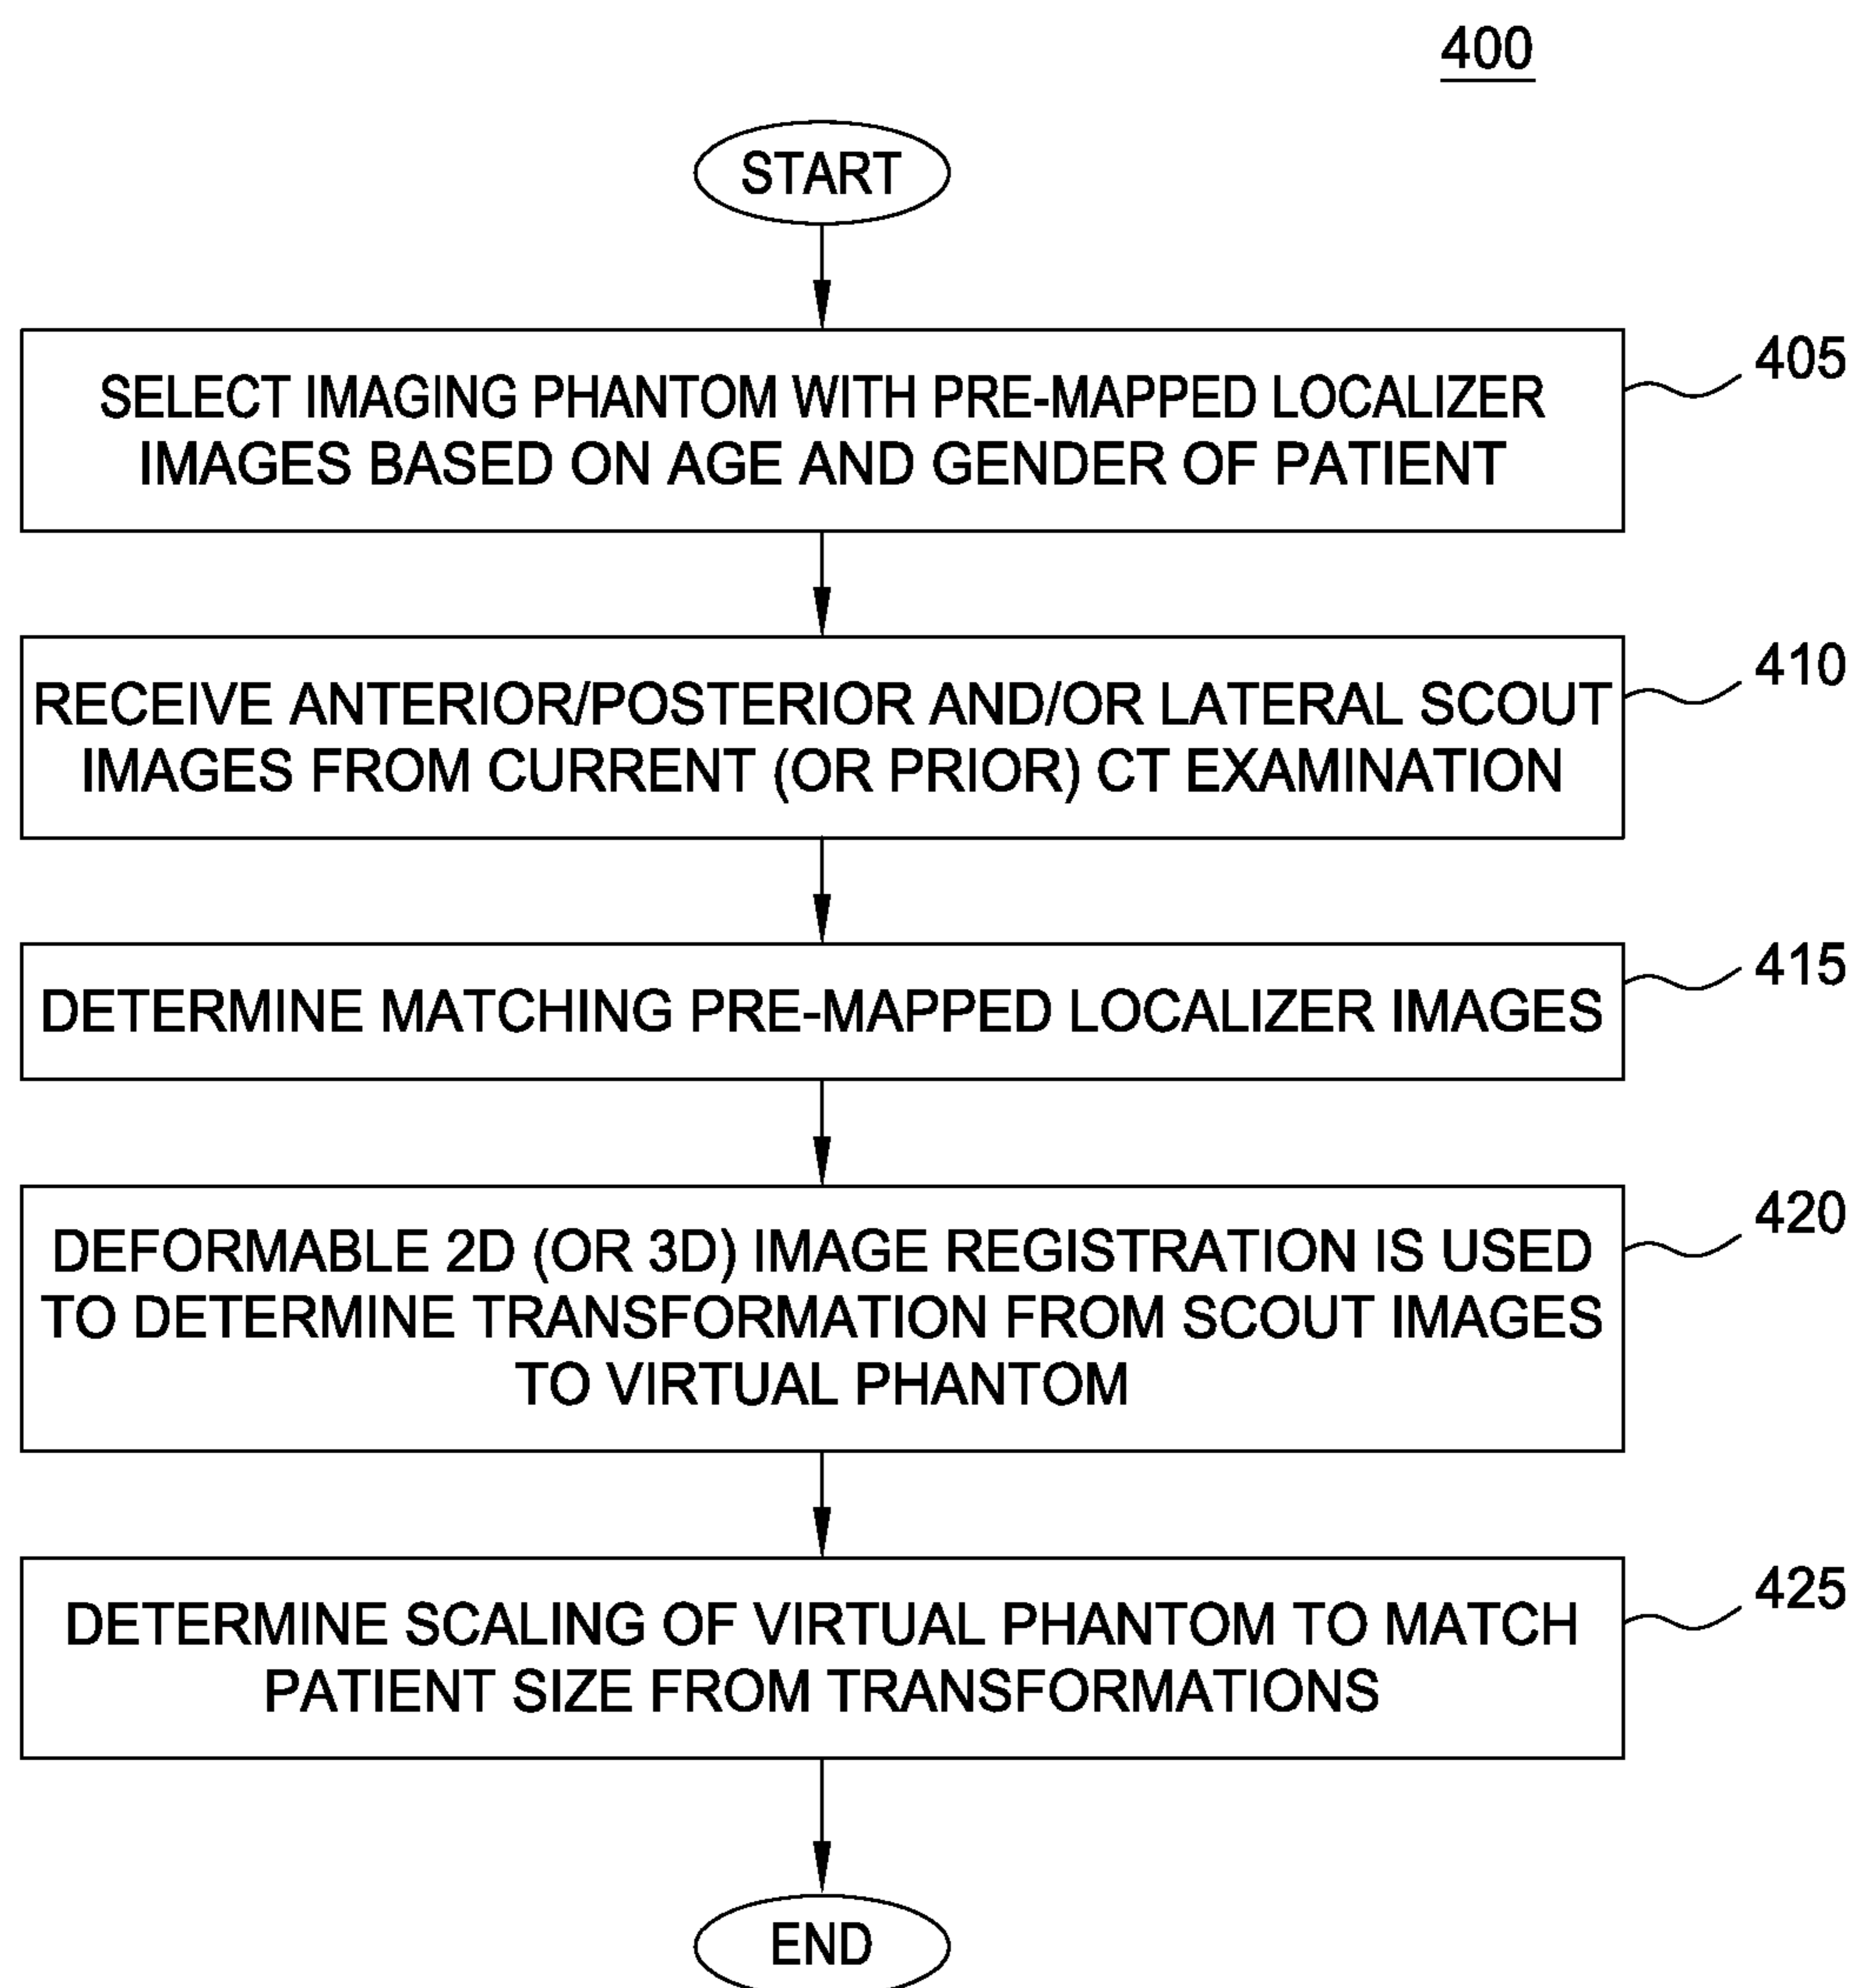 400
START
SELECT IMAGING PHANTOM WITH PRE-MAPPED LOCALIZER
IMAGES BASED ON AGE AND GENDER OF PATIENT
405
RECEIVE ANTERIOR/POSTERIOR AND/OR LATERAL SCOUT
IMAGES FROM CURRENT (OR PRIOR) CT EXAMINATION
410
DETERMINE MATCHING PRE-MAPPED LOCALIZER IMAGES
415
DEFORMABLE 2D (OR 3D) IMAGE REGISTRATION IS USED
TO DETERMINE TRANSFORMATION FROM SCOUT IMAGES
TO VIRTUAL PHANTOM
420
DETERMINE SCALING OF VIRTUAL PHANTOM TO MATCH
PATIENT SIZE FROM TRANSFORMATIONS
425
END